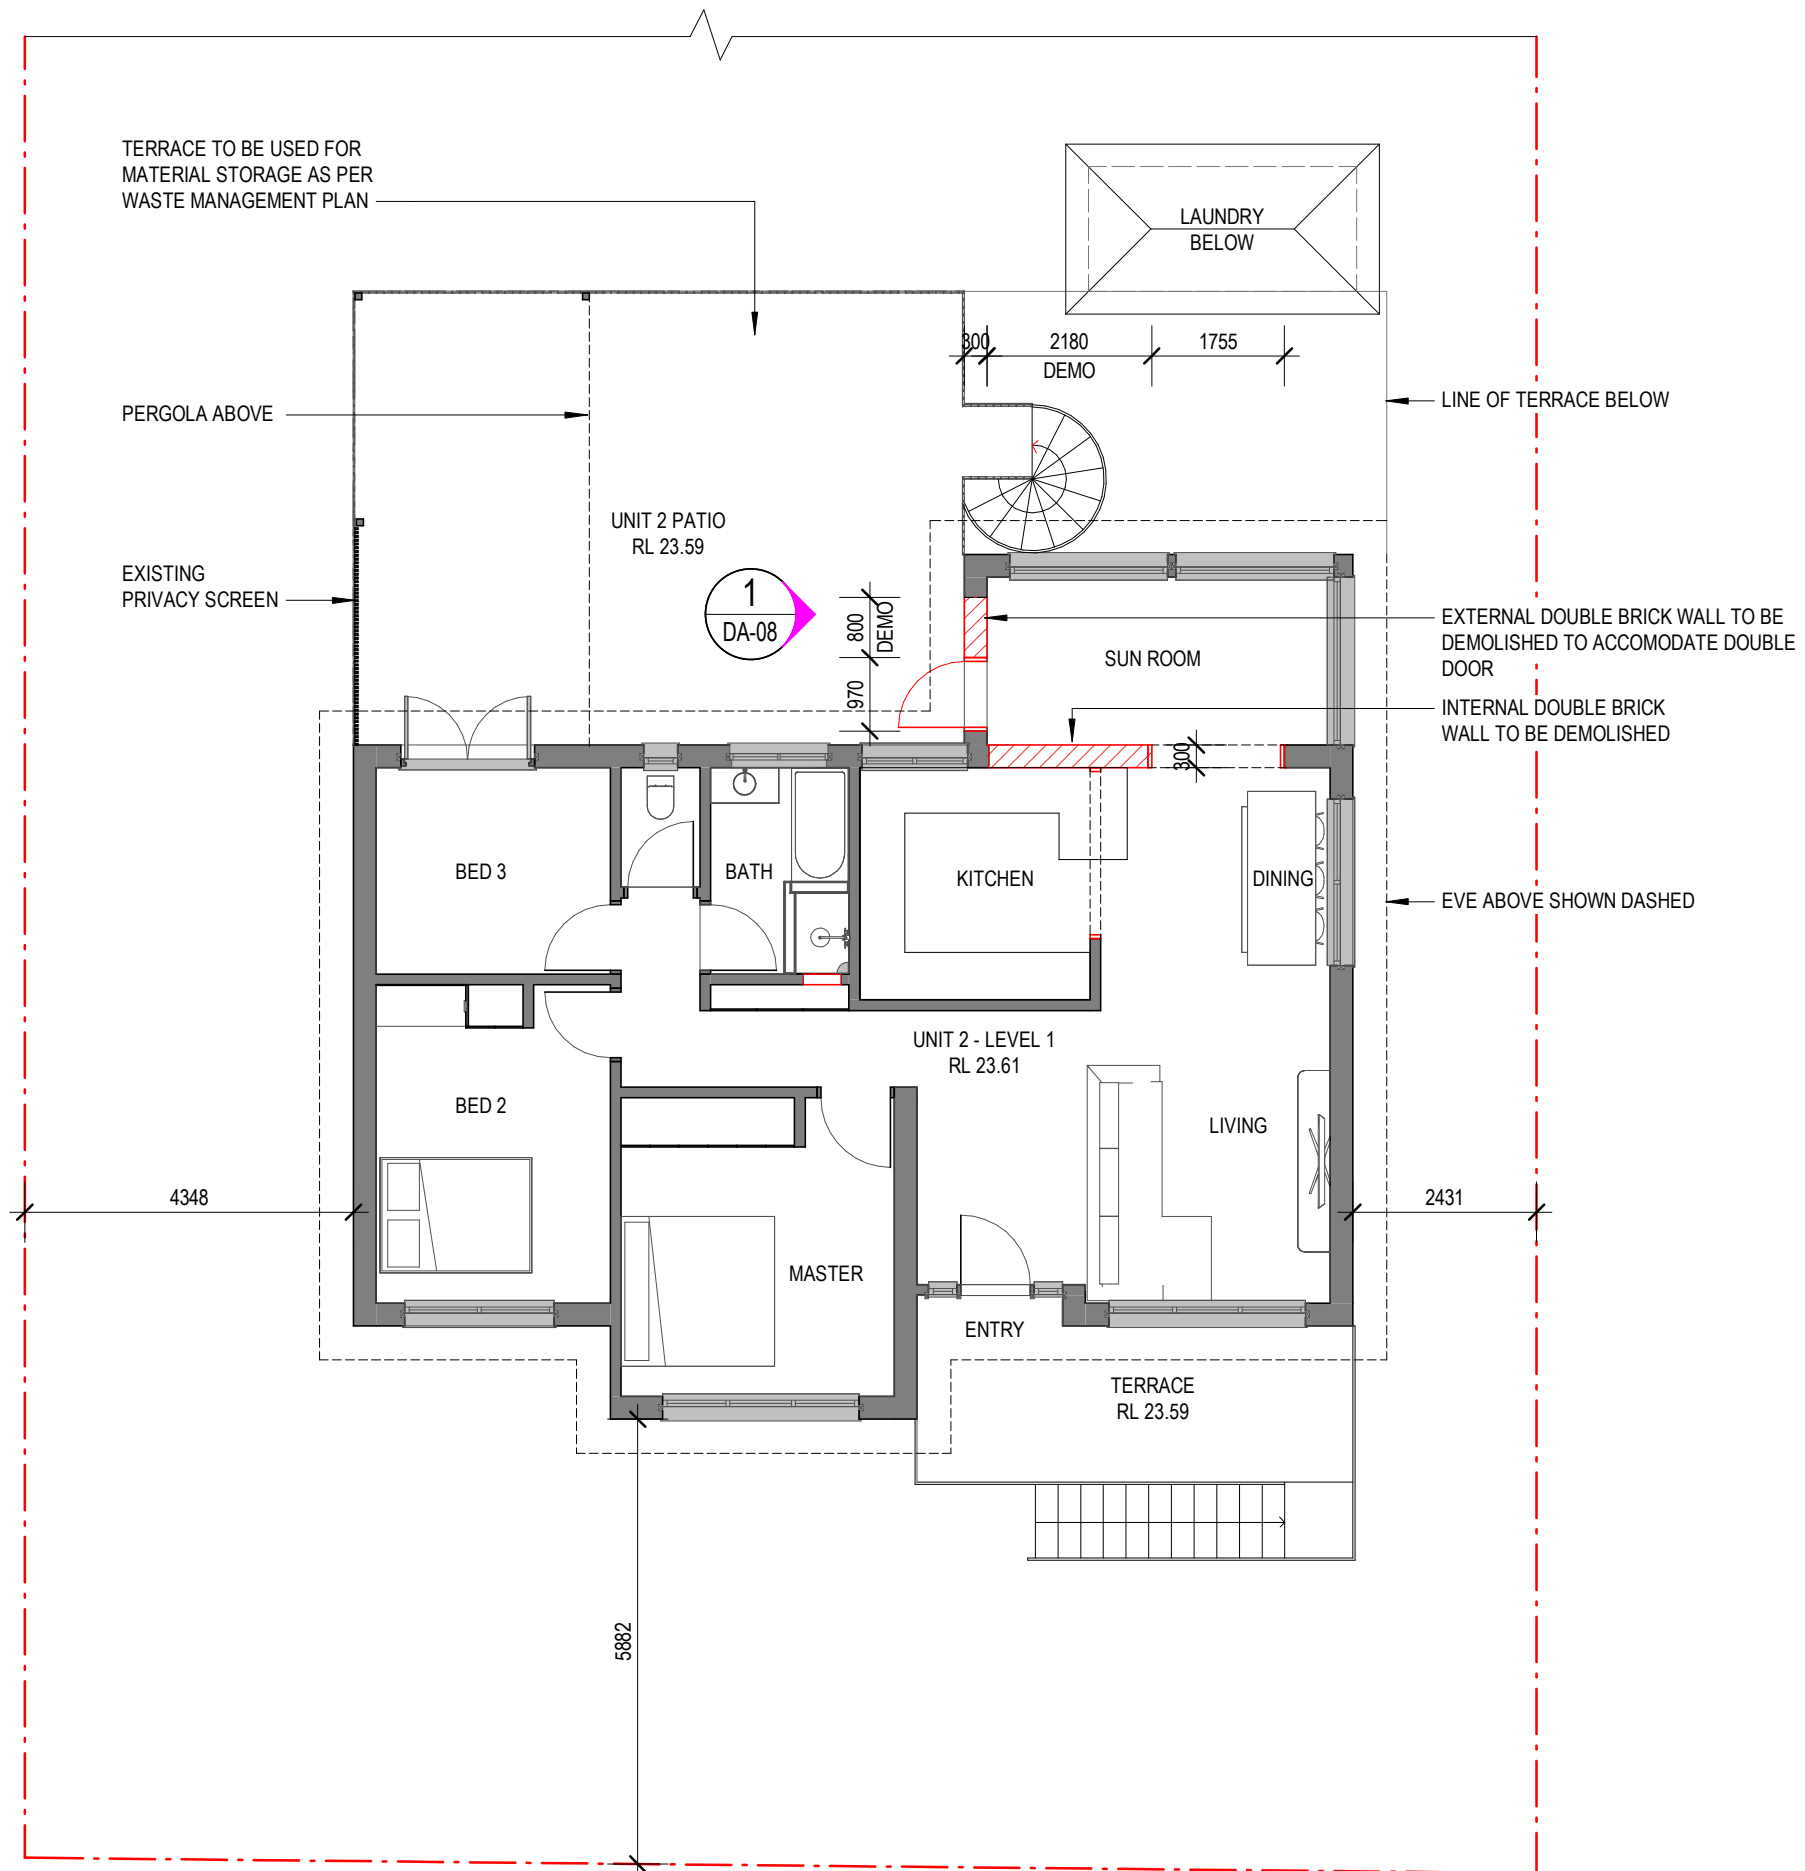 TERRACE TO BE USED FOR
MATERIAL STORAGE AS PER
WASTE MANAGEMENT PLAN
LAUNDRY
BELOW
300
2180
1755
DEMO
PERGOLA ABOVE
LINE OF TERRACE BELOW
UNIT 2 PATIO
RL 23.59
EXISTING
PRIVACY SCREEN
1
DA-08
800
DEMO
970
SUN ROOM
EXTERNAL DOUBLE BRICK WALL TO BE
DEMOLISHED TO ACCOMODATE DOUBLE
DOOR
INTERNAL DOUBLE BRICK
WALL TO BE DEMOLISHED
300
BED 3
BATH
KITCHEN
DINING
EVE ABOVE SHOWN DASHED
UNIT 2 - LEVEL 1
RL 23.61
BED 2
LIVING
4348
2431
MASTER
ENTRY
TERRACE
RL 23.59
5882